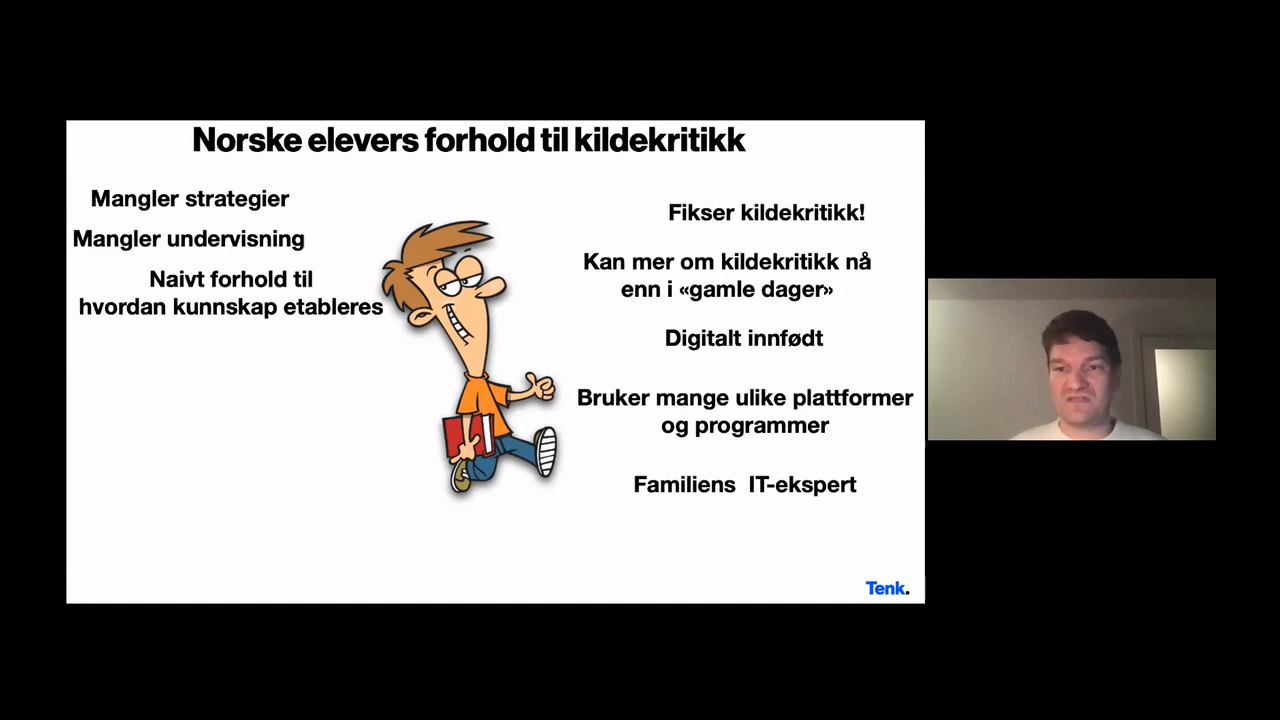 Norske elevers forhold til kildekritikk
Mangler strategier
Mangler undervisning
Naivt forhold til
hvordan kunnskap etableres
Fikser kildekritikk!
Kan mer om kildekritikk nå
enn i «gamle dager»
Digitalt innfødt
Bruker mange ulike plattformer
og programmer
Familiens IT-ekspert
Tenk.